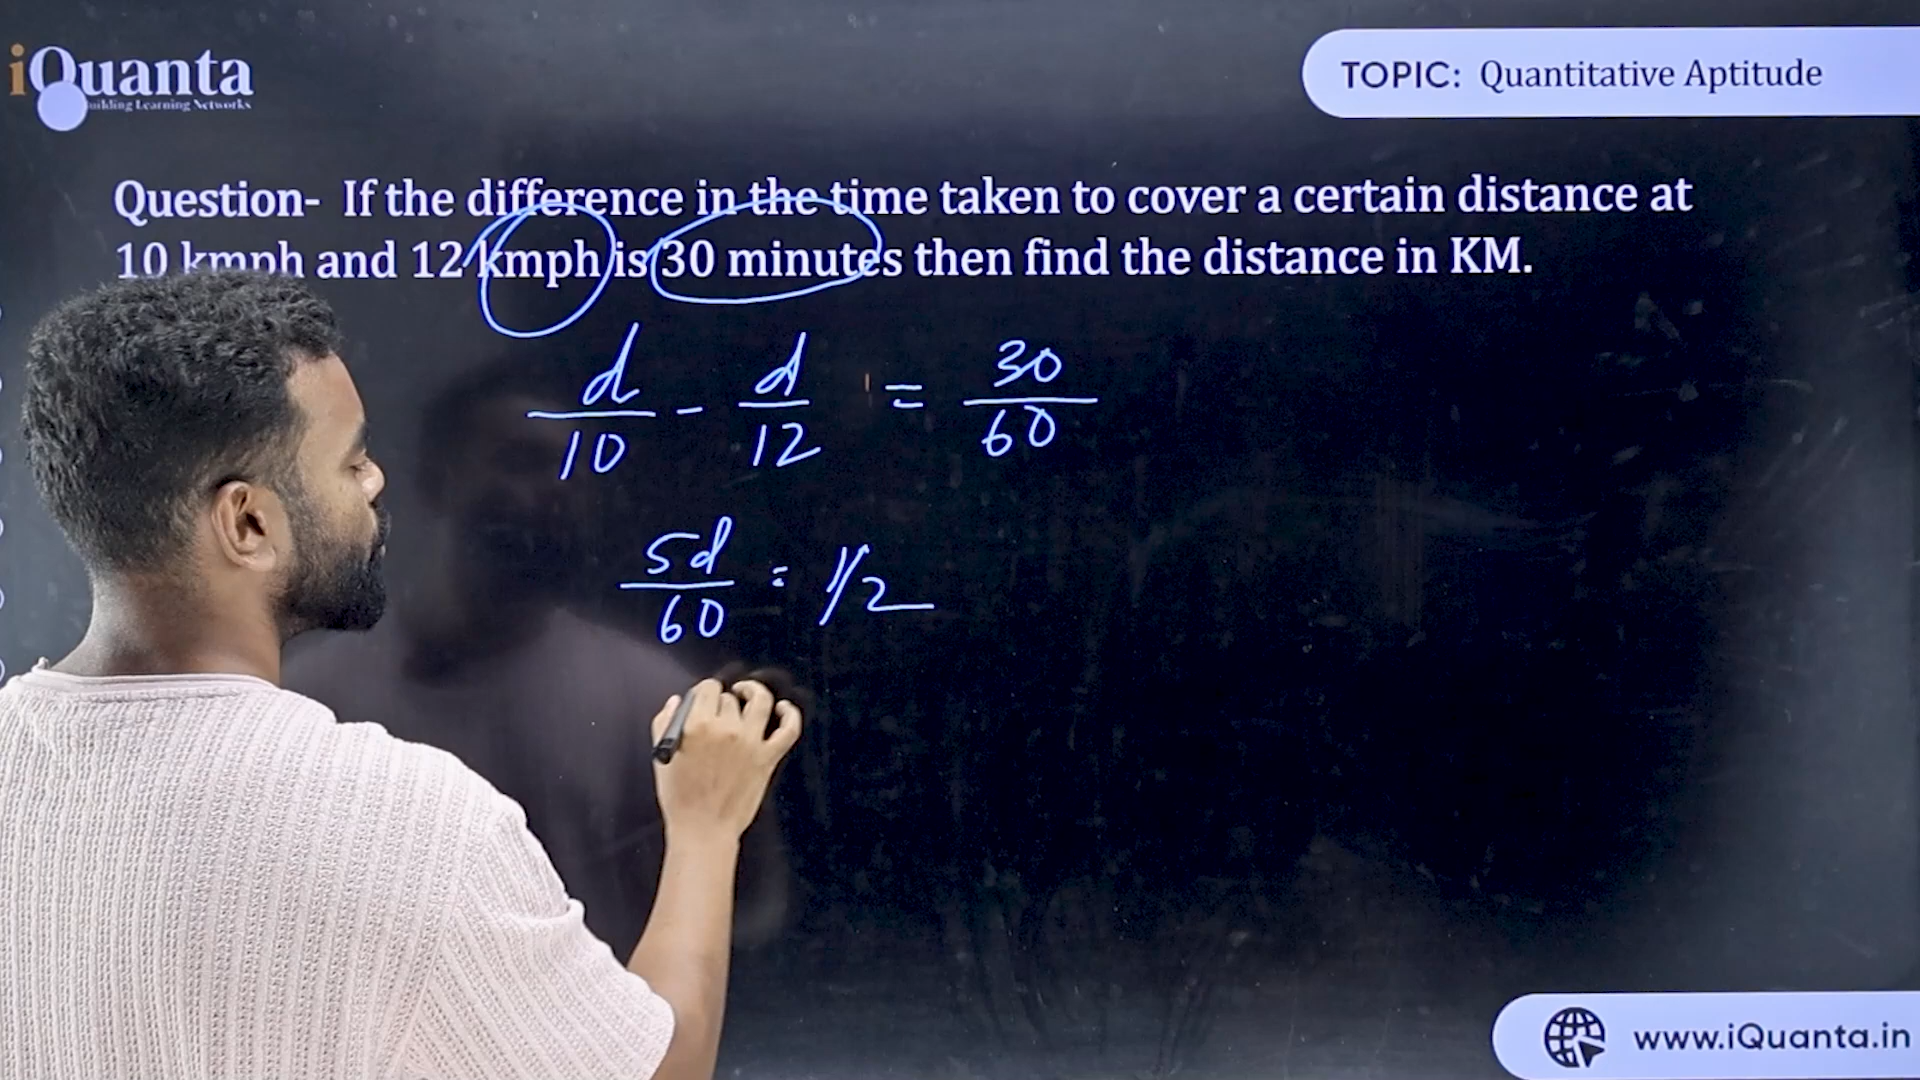 iQuanta
Building Learning Networks
TOPIC: Quantitative Aptitude
Question- If the difference in the time taken to cover a certain distance at
10 kmph and 12 kmph is 30 minutes then find the distance in KM.
d/10 - d/12 = 30/60
5d/60 = 1/2
www.iQuanta.in